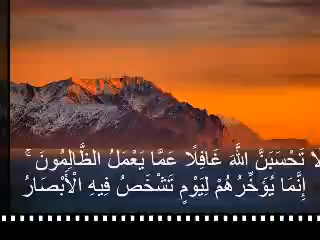 لَا تَحْسَبَنَّ اللَّهَ غَافِلًا عَمَّا يَعْمَلُ الظَّالِمُونَ ۚ
إِنَّمَا يُؤَخِّرُهُمْ لِيَوْمٍ تَشْخَصُ فِيهِ الْأَبْصَارُ